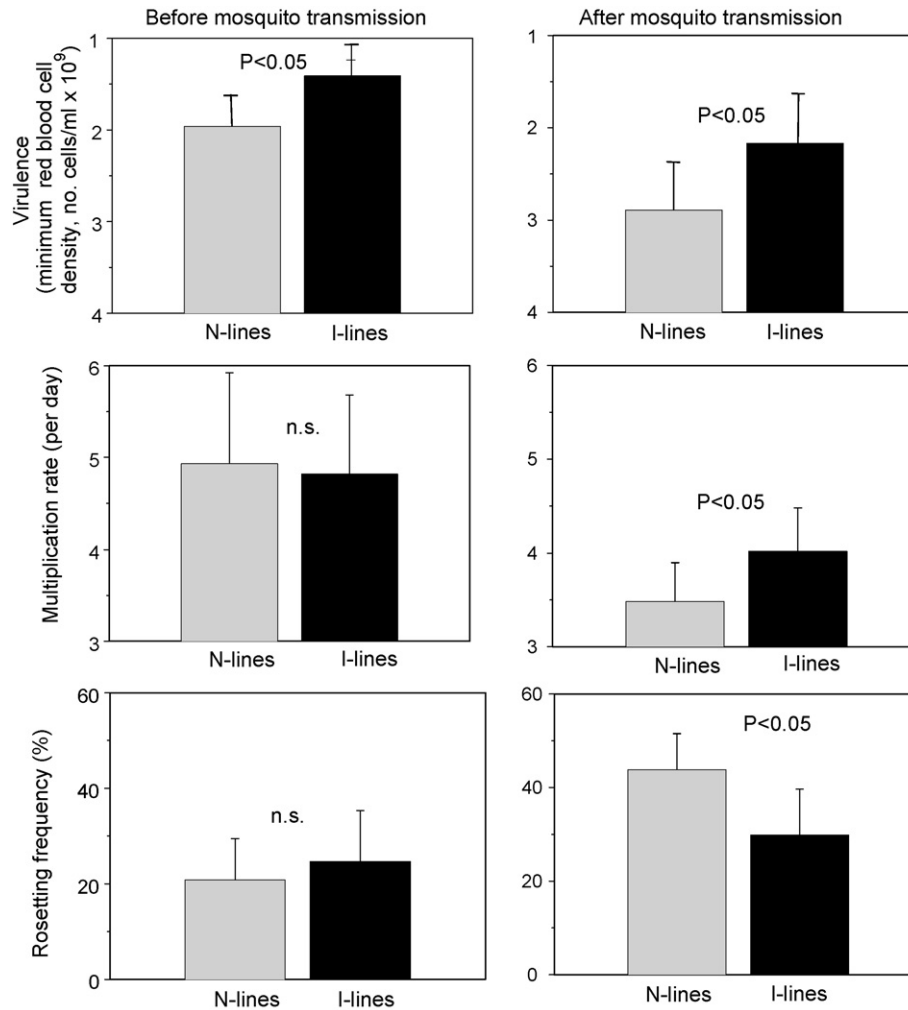 Before mosquito transmission
After mosquito transmission
Virulence
(minimum red blood cell
density, no. cells/ml x 10^9)
1
2
3
4
P<0.05
N-lines I-lines
1
2
3
4
P<0.05
N-lines I-lines
Multiplication rate (per day)
6
5
4
3
n.s.
N-lines I-lines
6
5
4
3
P<0.05
N-lines I-lines
Rosetting frequency (%)
60
40
20
0
n.s.
N-lines I-lines
60
40
20
0
P<0.05
N-lines I-lines